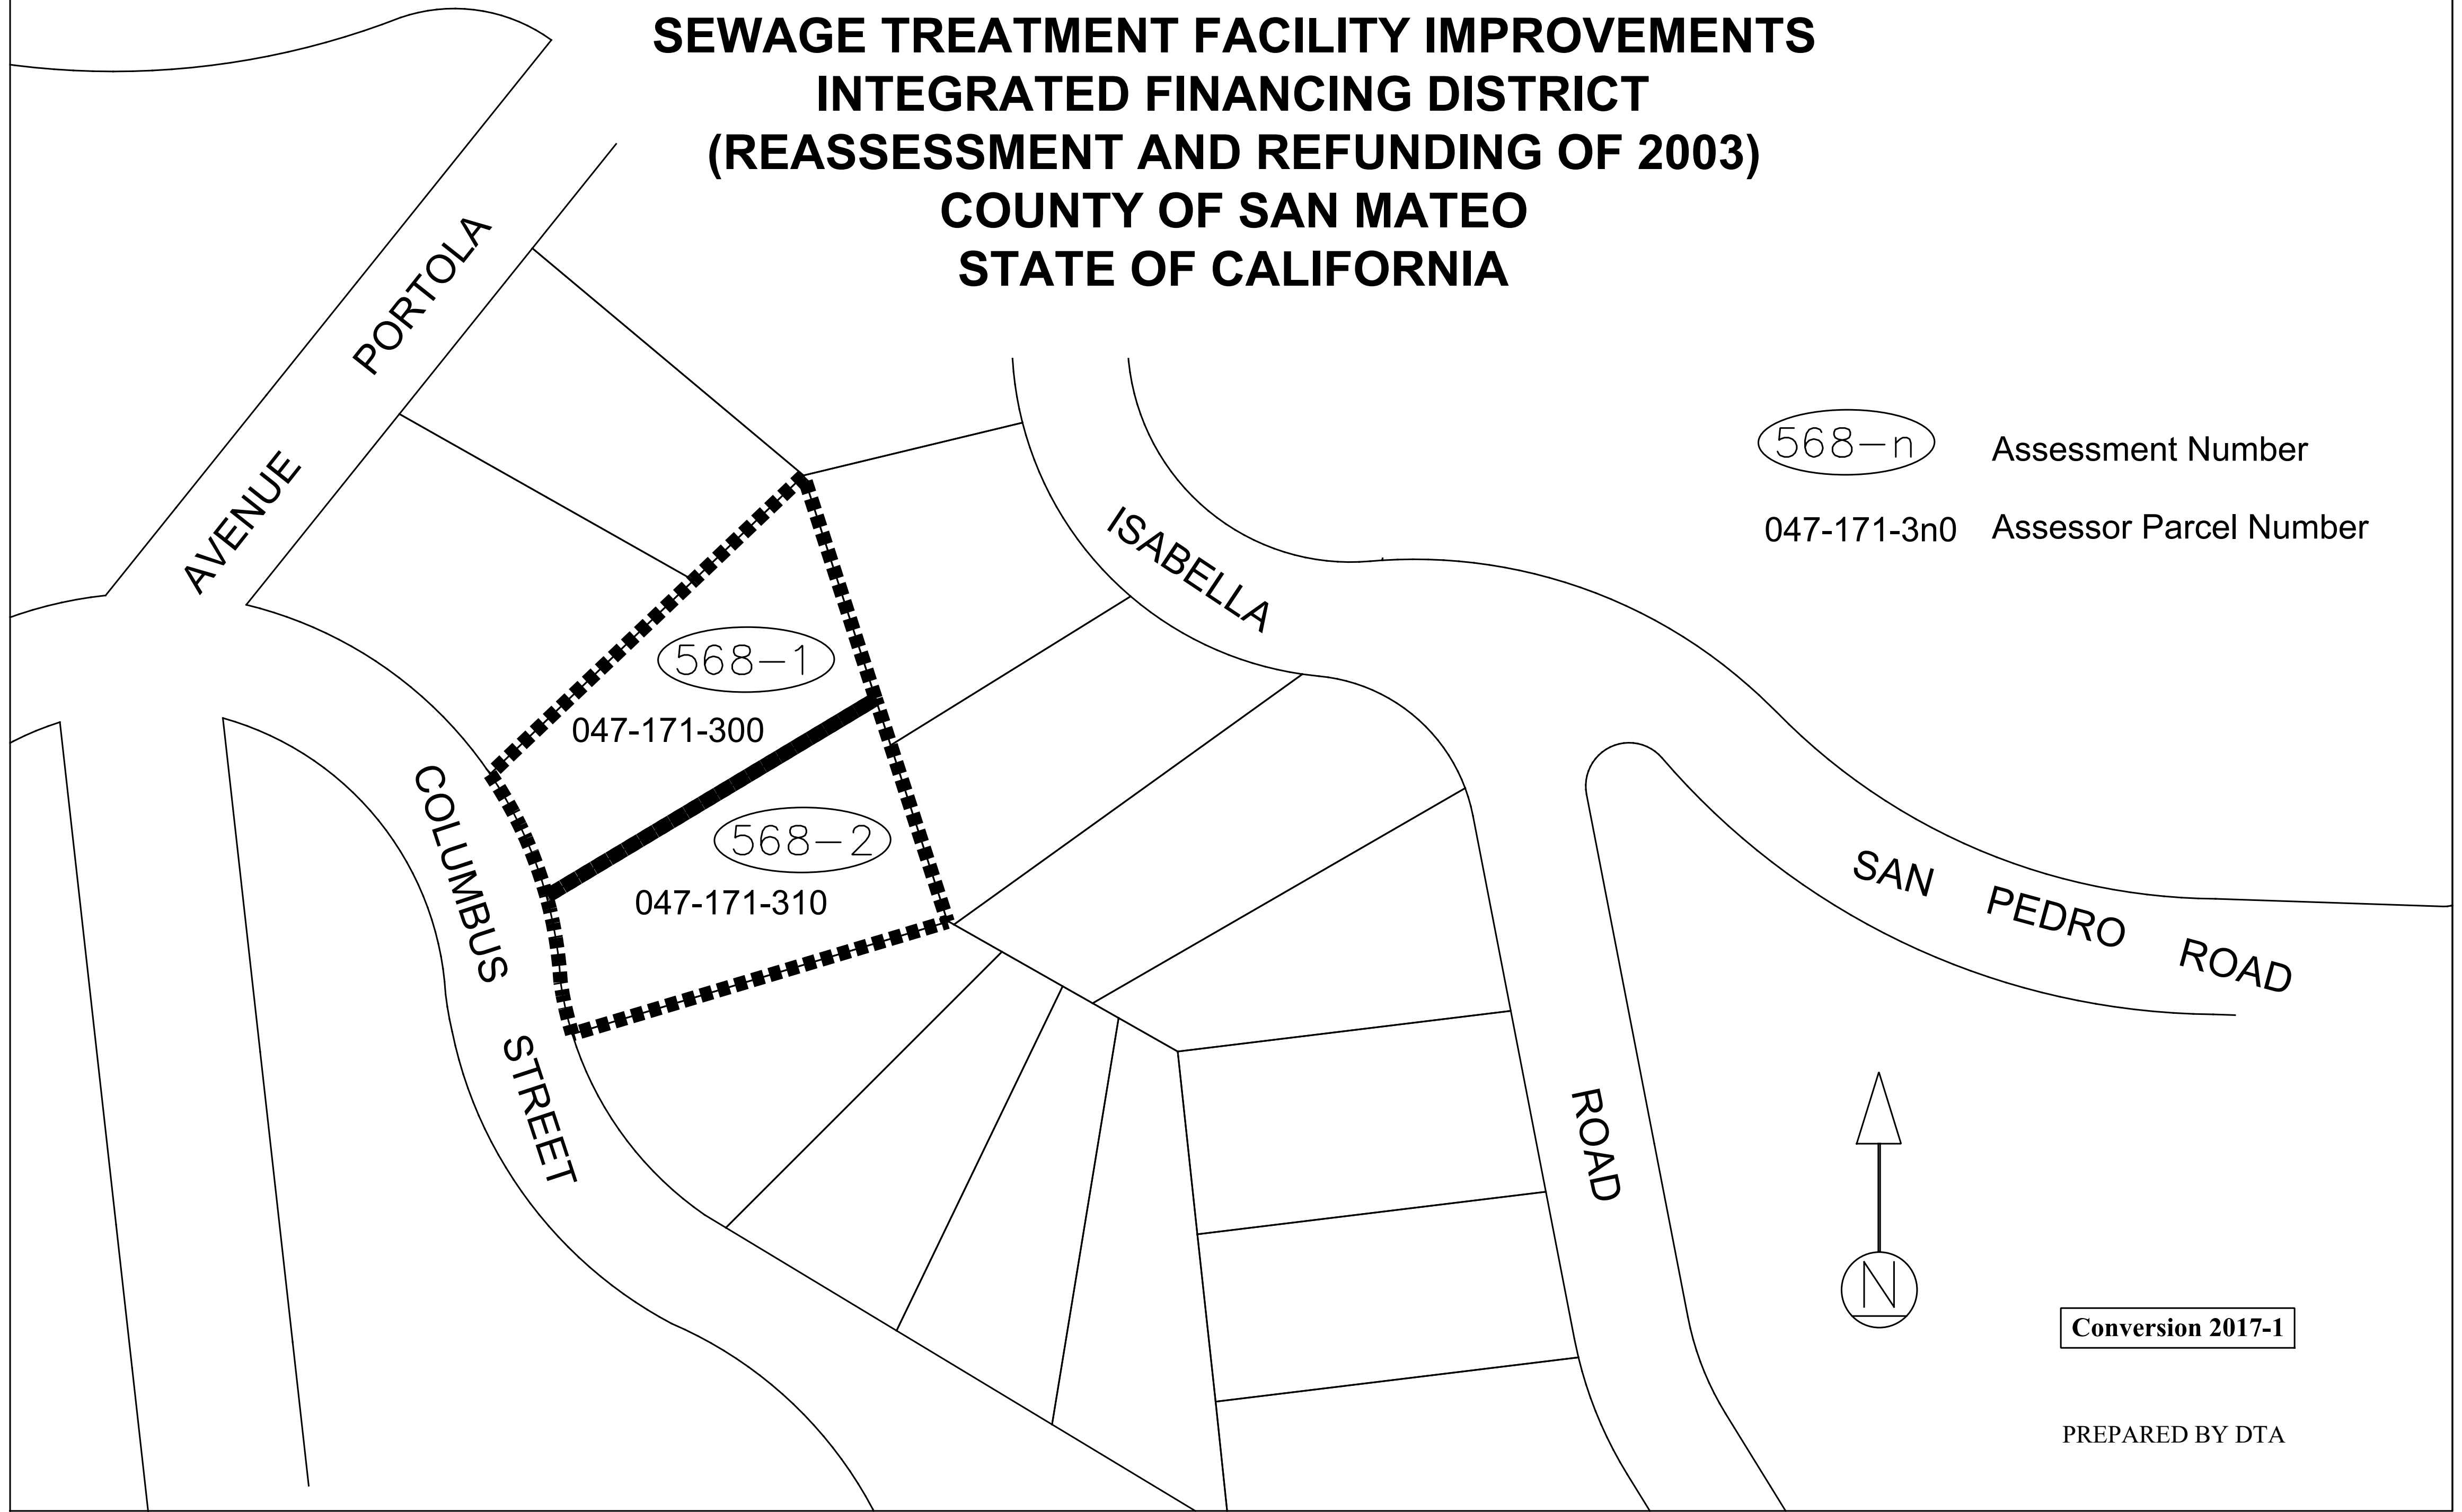 SEWAGE TREATMENT FACILITY IMPROVEMENTS
INTEGRATED FINANCING DISTRICT
(REASSESSMENT AND REFUNDING OF 2003)
COUNTY OF SAN MATEO
STATE OF CALIFORNIA
PORTOLA
AVENUE
568-n Assessment Number
047-171-3n0 Assessor Parcel Number
ISABELLA
568-1
047-171-300
568-2
047-171-310
COLUMBUS
STREET
SAN PEDRO ROAD
ROAD
N
Conversion 2017-1
PREPARED BY DTA